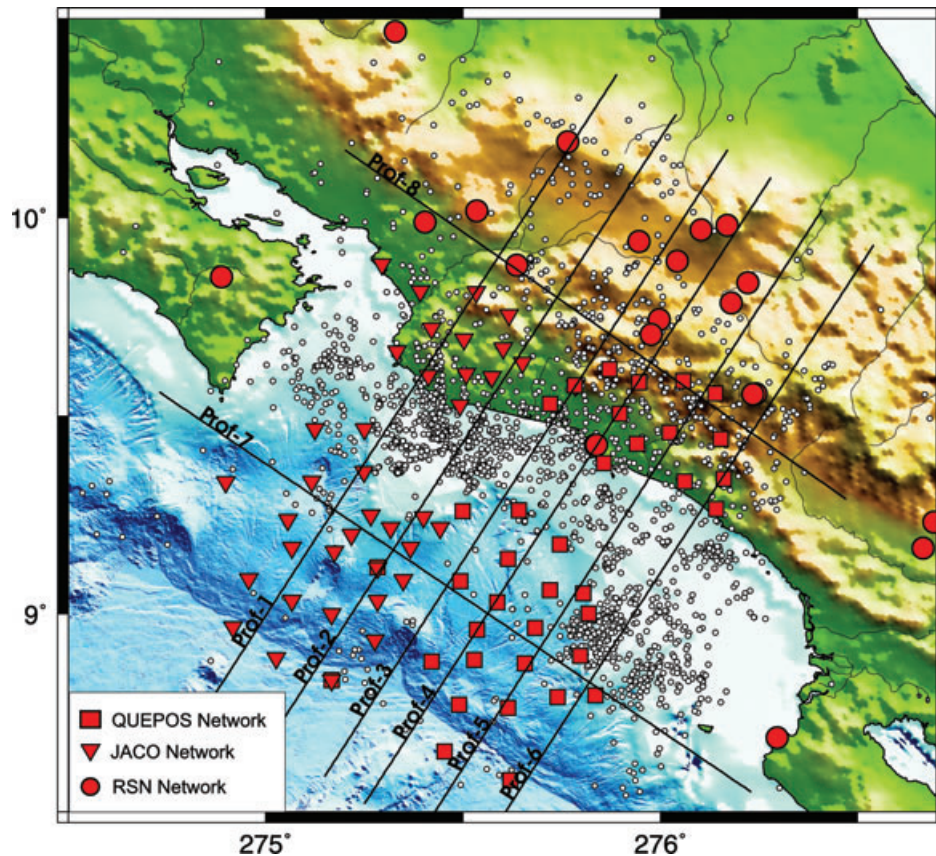 Prof-8
10°
Prof-7
9°
Prof-
Prof-2
Prof-3
Prof-4
Prof-5
Prof-6
QUEPOS Network
JACO Network
RSN Network
275°
276°